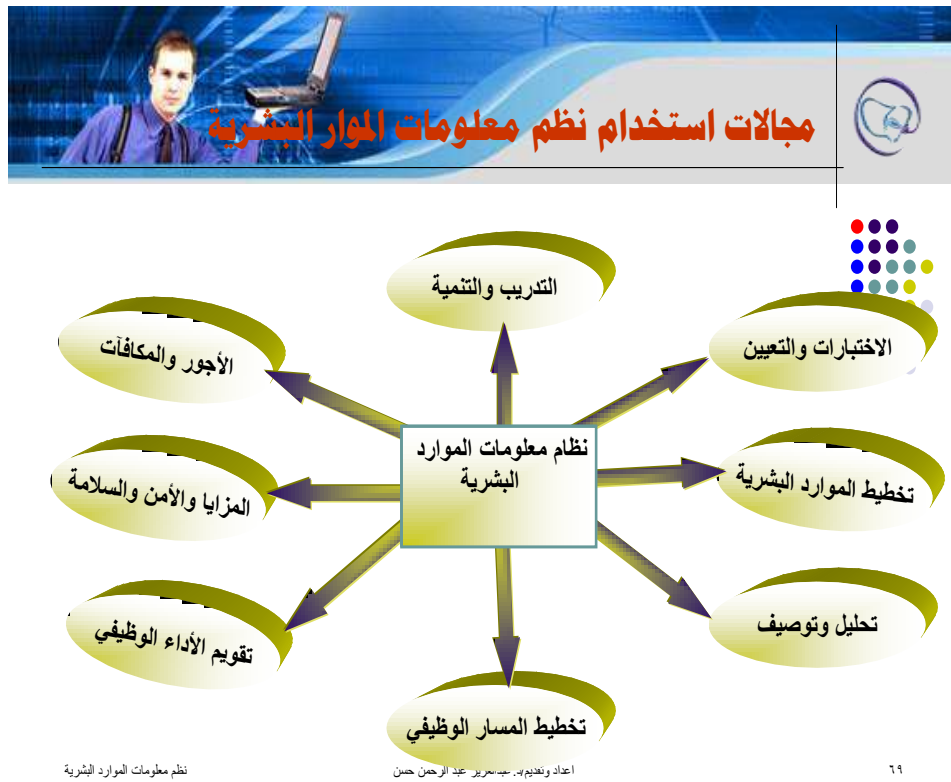 مجالات استخدام نظم معلومات الموار البشرية
التدريب والتنمية
الاختبارات والتعيين
الأجور والمكافآت
نظام معلومات الموارد
البشرية
تخطيط الموارد البشرية
المزايا والأمن والسلامة
تحليل وتوصيف
تقويم الأداء الوظيفي
تخطيط المسار الوظيفي
٦٩
اعداد وتقديم د. عبدالعزيز عبد الرحمن حسن
نظم معلومات الموارد البشرية